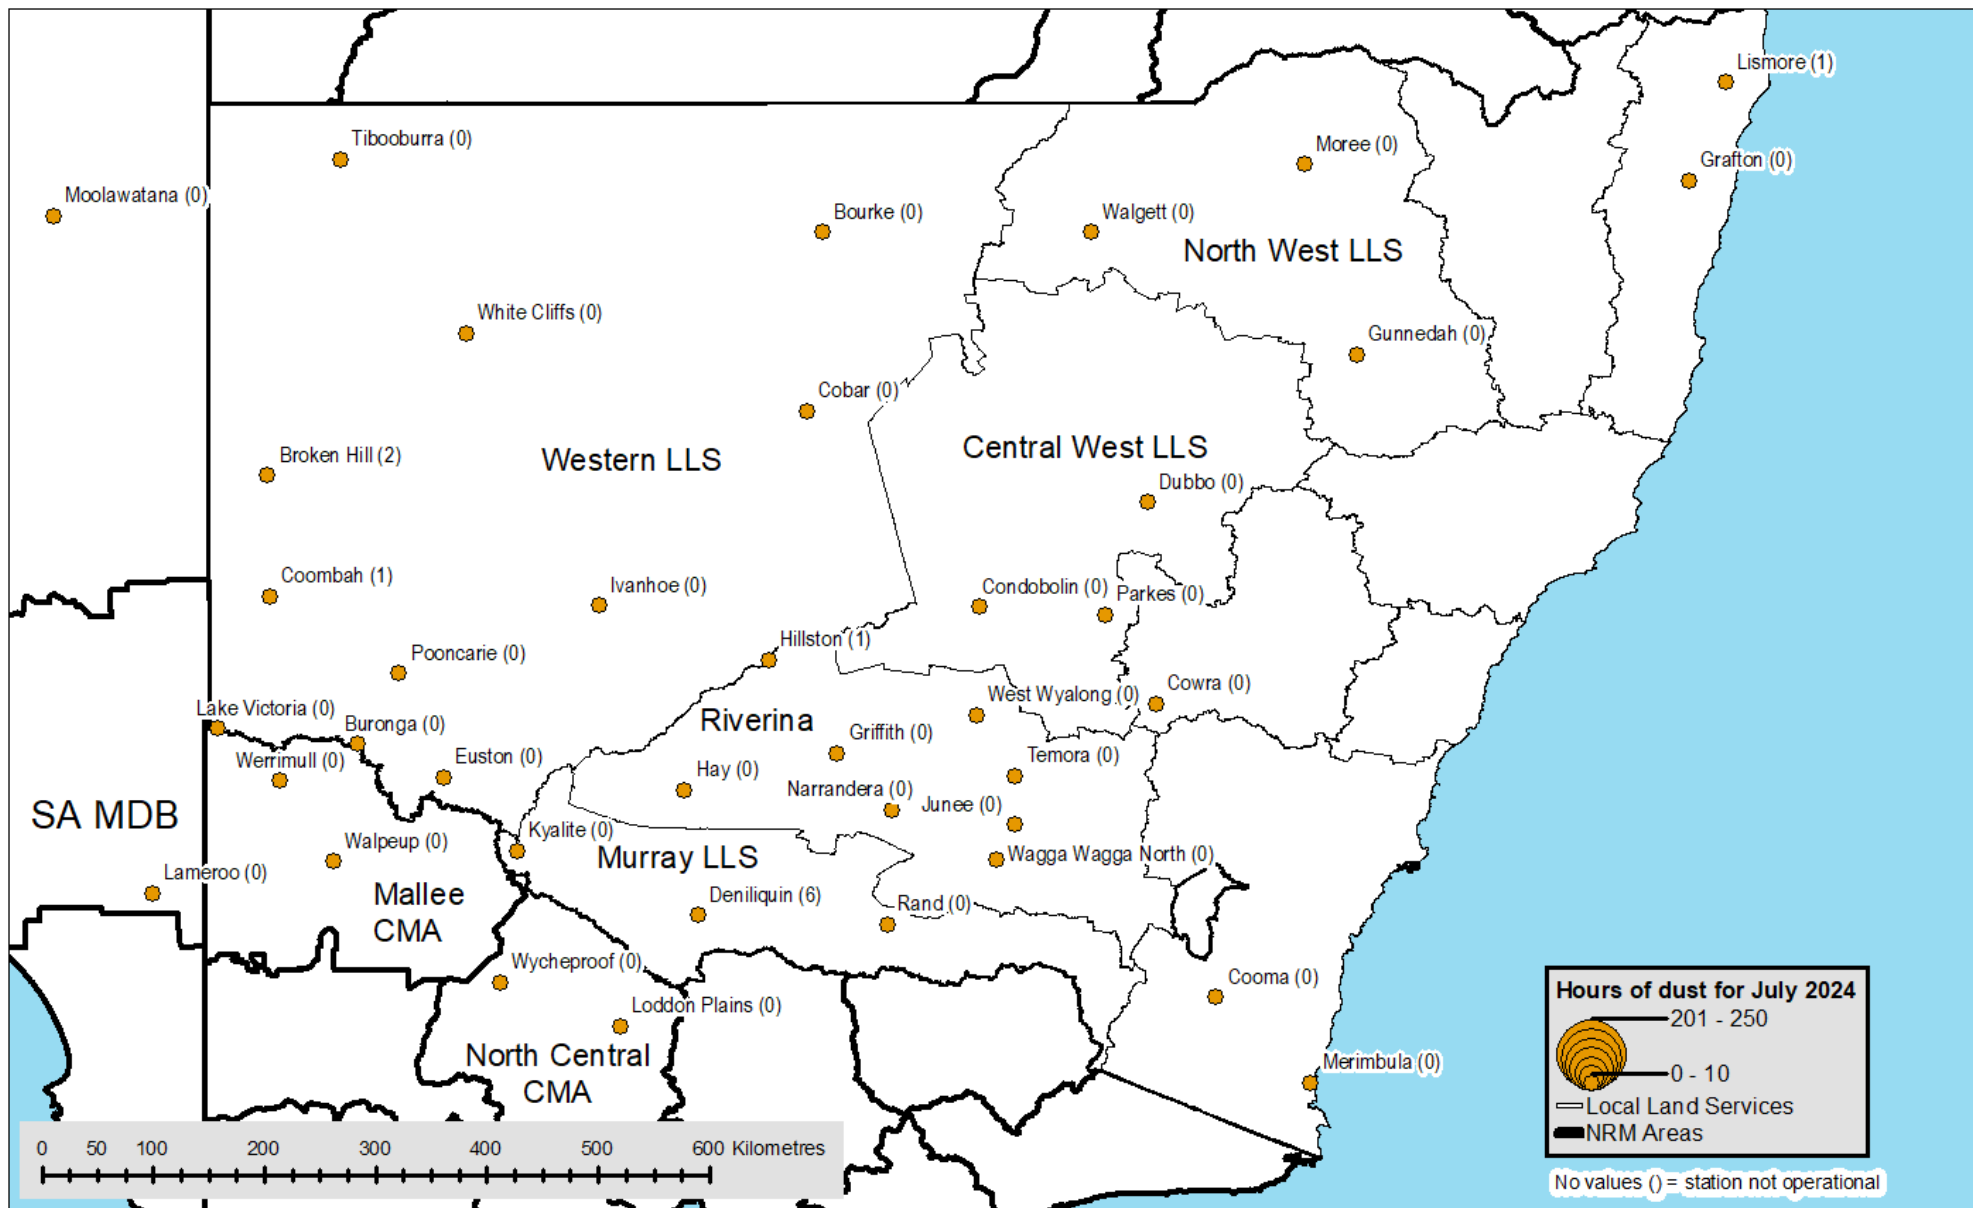 Lismore (1)
Tibooburra (0)
Moree (0)
Grafton (0)
Moolawatana (0)
Bourke (0)
Walgett (0)
North West LLS
White Cliffs (0)
Gunnedah (0)
Cobar (0)
Broken Hill (2)
Western LLS
Central West LLS
Dubbo (0)
Coombah (1)
Ivanhoe (0)
Condobolin (0)
Parkes (0)
Hillston (1)
Pooncarie (0)
Cowra (0)
West Wyalong (0)
Lake Victoria (0)
Buronga (0)
Riverina
Griffith (0)
Werrimull (0)
Euston (0)
Temora (0)
Hay (0)
Narrandera (0)
Junee (0)
SA MDB
Kyalite (0)
Walpeup (0)
Murray LLS
Wagga Wagga North (0)
Lameroo (0)
Mallee
CMA
Deniliquin (6)
Rand (0)
Wycheproof (0)
Cooma (0)
Loddon Plains (0)
North Central
CMA
Merimbula (0)
Hours of dust for July 2024
201 - 250
0 - 10
Local Land Services
NRM Areas
No values () = station not operational
0 50 100 200 300 400 500 600 Kilometres